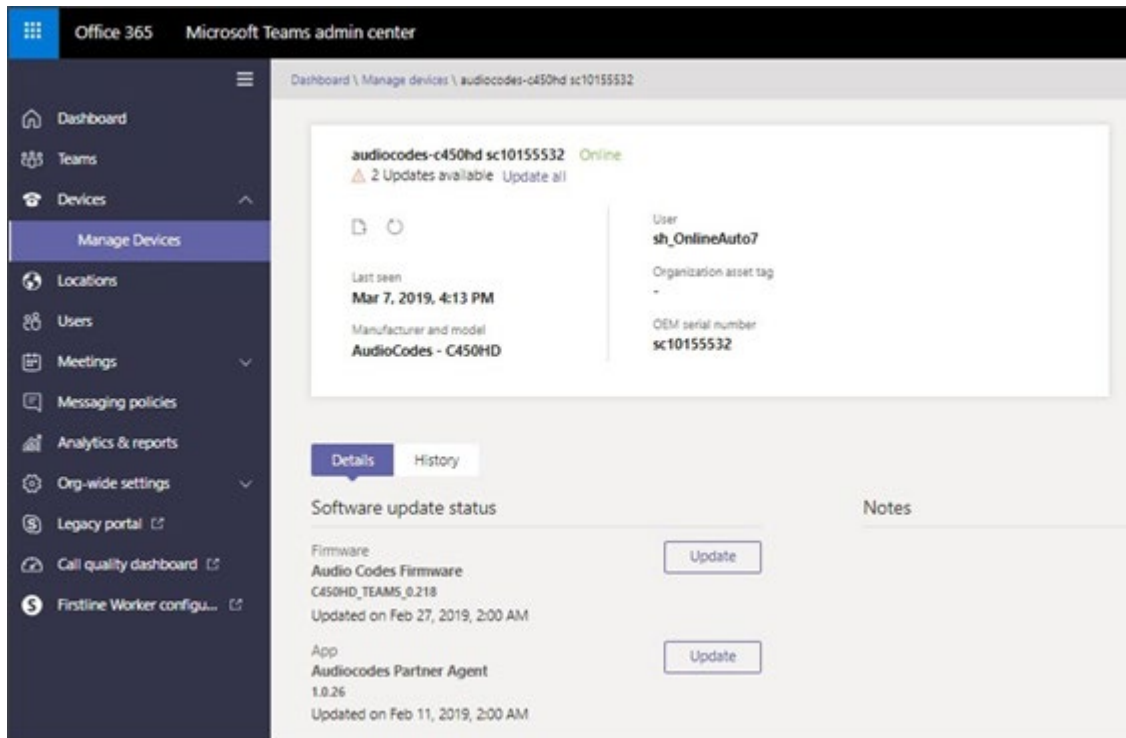 Office 365 Microsoft Teams admin center
Dashboard \ Manage devices \ audiocodes-c450hd sc10155532
Dashboard
Teams
Devices
Manage Devices
Locations
Users
Meetings
Messaging policies
Analytics & reports
Org-wide settings
Legacy portal
Call quality dashboard
Firstline Worker configu...
audiocodes-c450hd sc10155532 Online
2 Updates available Update all
Last seen
Mar 7, 2019, 4:13 PM
Manufacturer and model
AudioCodes - C450HD
User
sh_OnlineAuto7
Organization asset tag
-
OEM serial number
sc10155532
Details History
Software update status
Firmware
Audio Codes Firmware
C450HD_TEAMS_0.218
Updated on Feb 27, 2019, 2:00 AM
Update
App
Audiocodes Partner Agent
1.0.26
Updated on Feb 11, 2019, 2:00 AM
Update
Notes